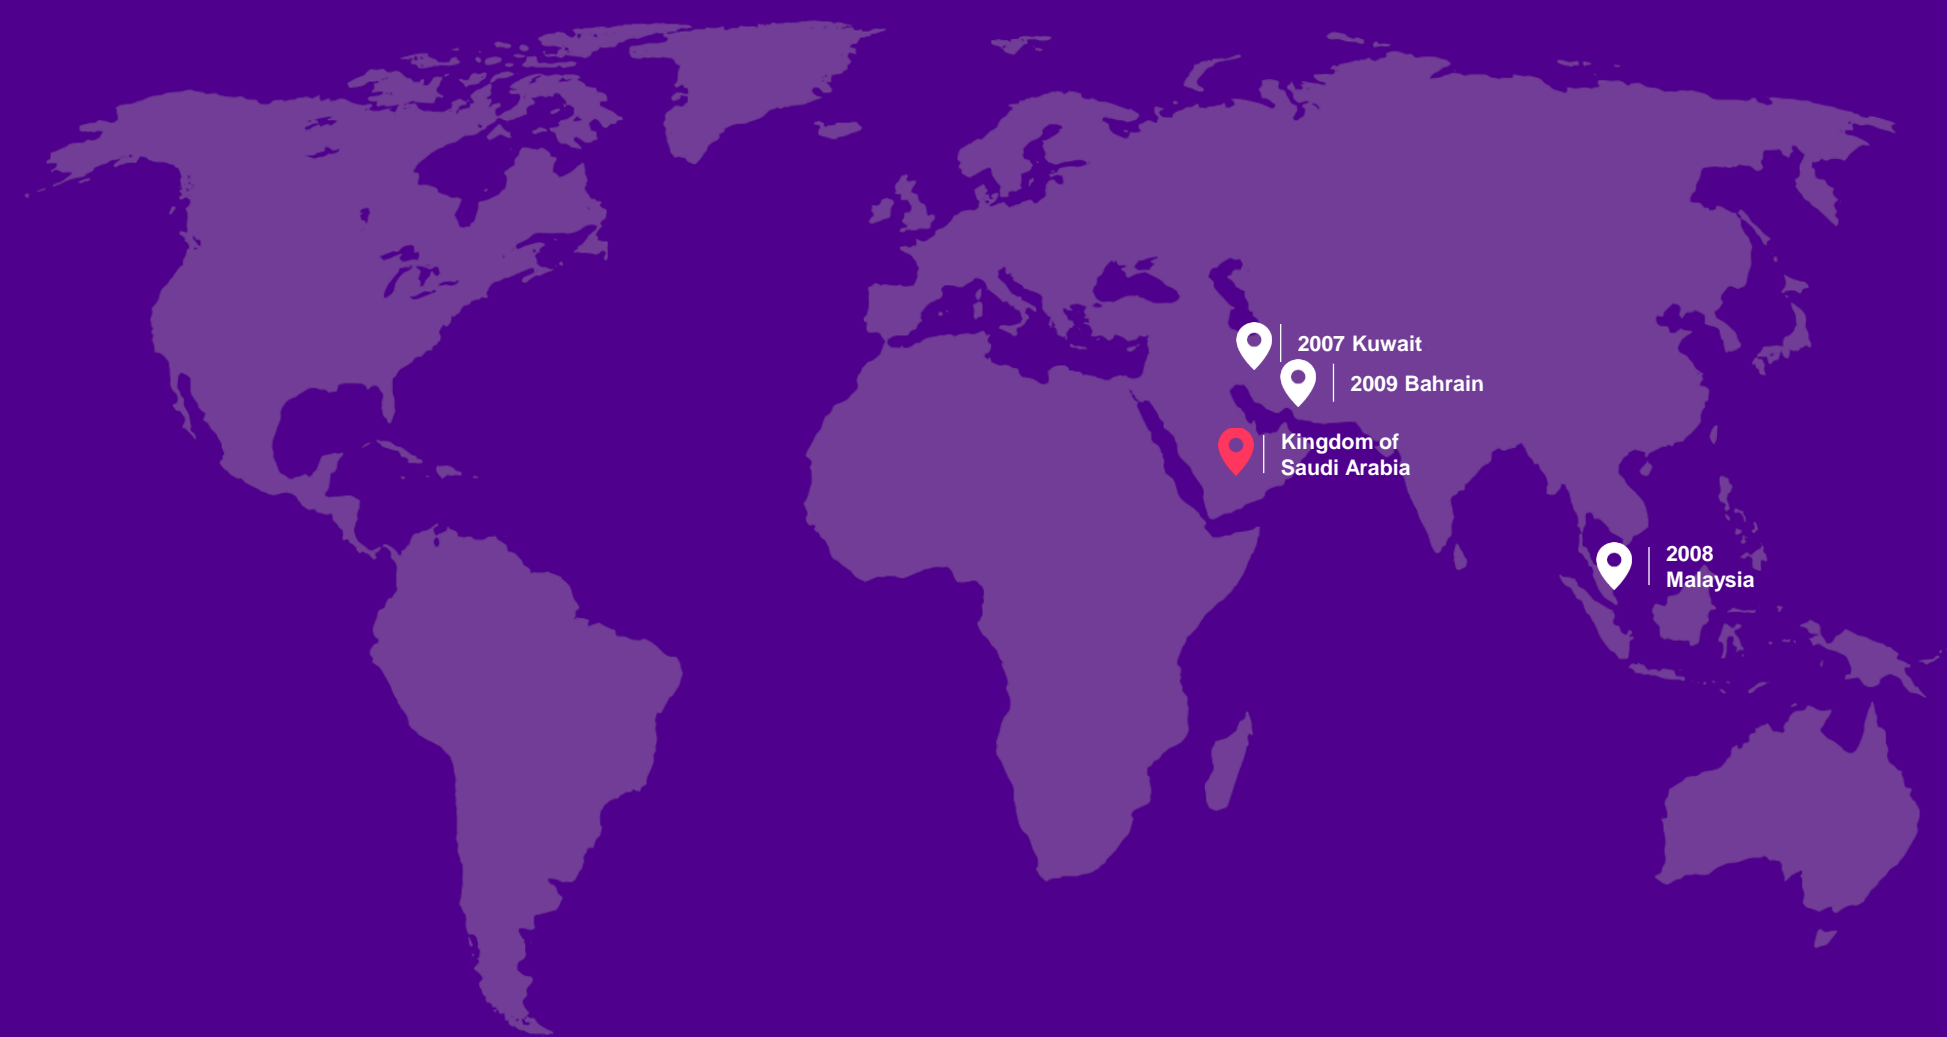 2007 Kuwait
2009 Bahrain
Kingdom of
Saudi Arabia
2008
Malaysia